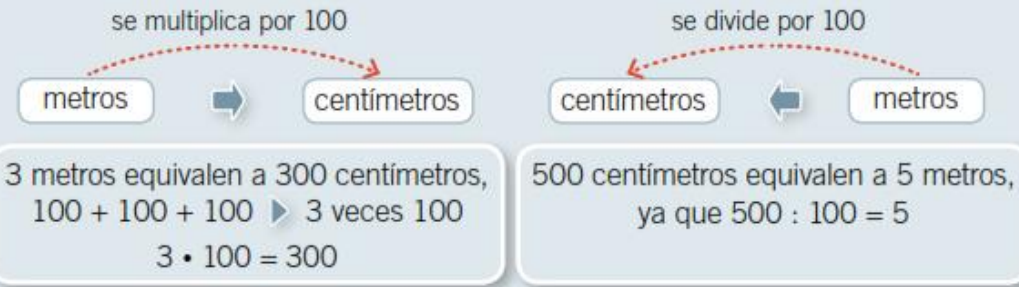 se multiplica por 100
metros
centímetros
3 metros equivalen a 300 centímetros,
100 + 100 + 100 ▶ 3 veces 100
3 • 100 = 300
se divide por 100
centímetros
metros
500 centímetros equivalen a 5 metros,
ya que 500 : 100 = 5